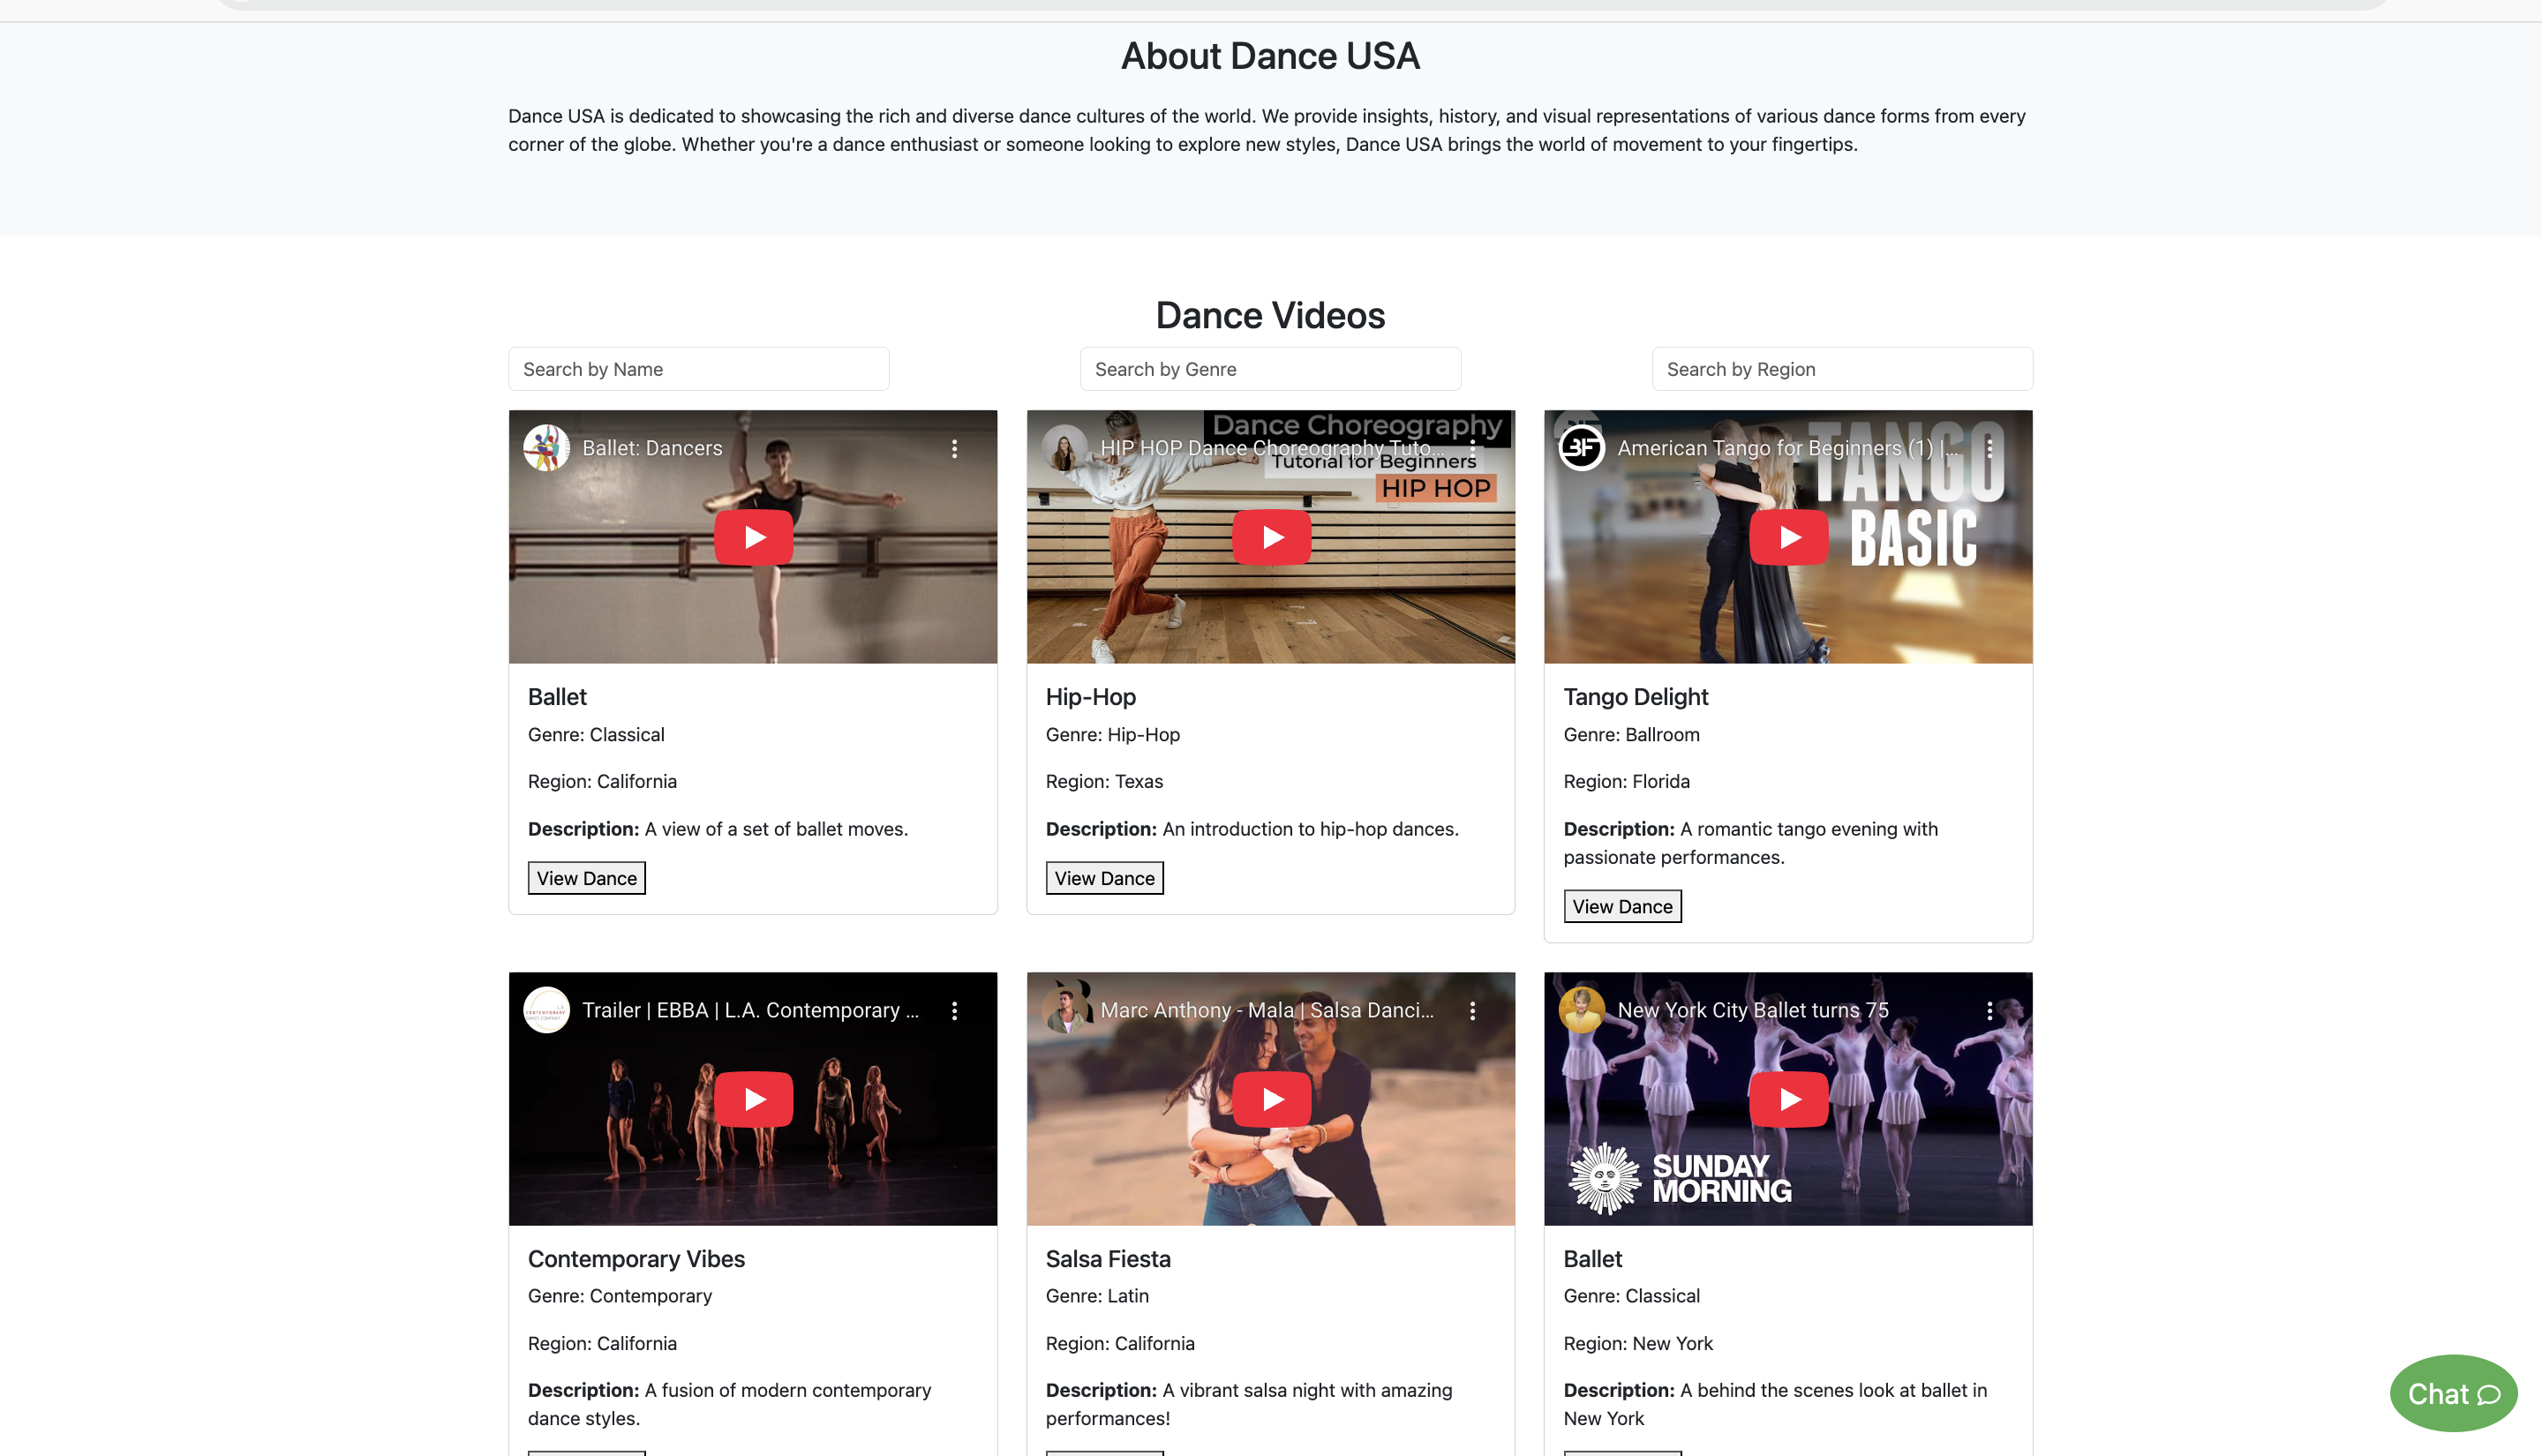 About Dance USA
Dance USA is dedicated to showcasing the rich and diverse dance cultures of the world. We provide insights, history, and visual representations of various dance forms from every
corner of the globe. Whether you're a dance enthusiast or someone looking to explore new styles, Dance USA brings the world of movement to your fingertips.
Dance Videos
Search by Name
Search by Genre
Search by Region
Ballet: Dancers
Dance Choreography
HIP HOP Dance Choreography Tuto...
Tutorial for Beginners
HIP HOP
BF
American Tango for Beginners (1) |...
TANGO
BASIC
Ballet
Genre: Classical
Region: California
Description: A view of a set of ballet moves.
View Dance
Hip-Hop
Genre: Hip-Hop
Region: Texas
Description: An introduction to hip-hop dances.
View Dance
Tango Delight
Genre: Ballroom
Region: Florida
Description: A romantic tango evening with
passionate performances.
View Dance
Trailer | EBBA | L.A. Contemporary ...
Marc Anthony - Mala | Salsa Danci...
New York City Ballet turns 75
SUNDAY
MORNING
Contemporary Vibes
Genre: Contemporary
Region: California
Description: A fusion of modern contemporary
dance styles.
Salsa Fiesta
Genre: Latin
Region: California
Description: A vibrant salsa night with amazing
performances!
Ballet
Genre: Classical
Region: New York
Description: A behind the scenes look at ballet in
New York
Chat